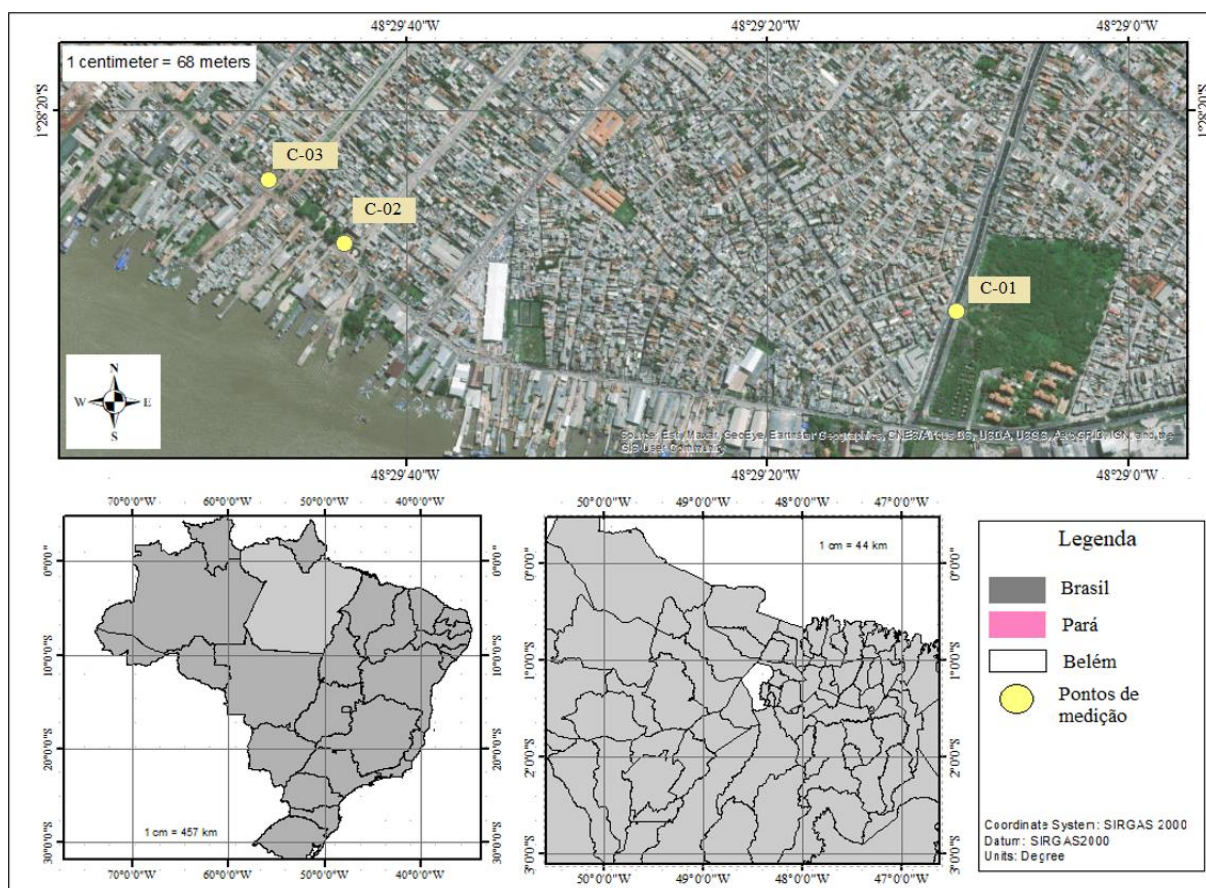 48°29'40"W 48°29'20"W 48°29'0"W
1 centimeter = 68 meters
1°28'20"S 1°28'20"S
C-03
C-02
C-01
N
W E
S
48°29'40"W 48°29'20"W 48°29'0"W
70°0'0"W 60°0'0"W 50°0'0"W 40°0'0"W
0°0'0"
10°0'0"S
20°0'0"S
30°0'0"S
0°0'0"
10°0'0"S
20°0'0"S
30°0'0"S
1 cm = 457 km
70°0'0"W 60°0'0"W 50°0'0"W 40°0'0"W
50°0'0"W 49°0'0"W 48°0'0"W 47°0'0"W
1 cm = 44 km
0°0'0"
1°0'0"S
2°0'0"S
3°0'0"S
0°0'0"
1°0'0"S
2°0'0"S
3°0'0"S
50°0'0"W 49°0'0"W 48°0'0"W 47°0'0"W
Legenda
Brasil
Pará
Belém
Pontos de
medição
Coordinate System: SIRGAS 2000
Datum: SIRGAS2000
Units: Degree